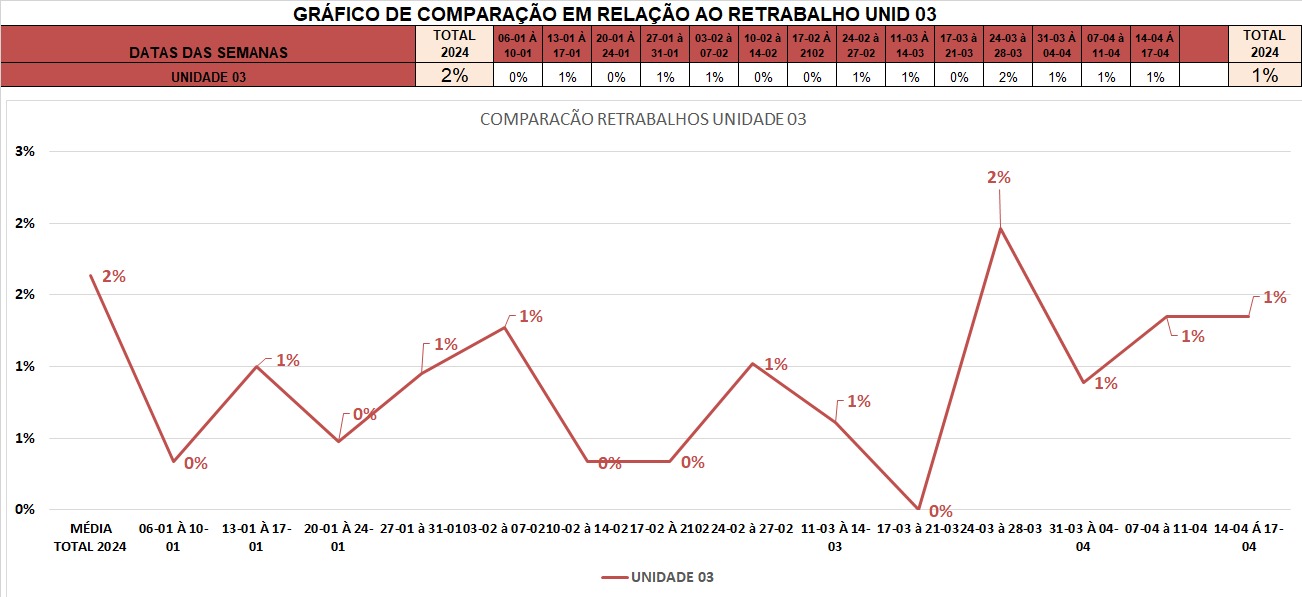 GRÁFICO DE COMPARAÇÃO EM RELAÇÃO AO RETRABALHO UNID 03
DATAS DAS SEMANAS TOTAL 2024 06-01 Á 10-01 13-01 Á 17-01 20-01 Á 24-01 27-01 à 31-01 03-02 à 07-02 10-02 à 14-02 17-02 Á 2102 24-02 à 27-02 11-03 Á 14-03 17-03 à 21-03 24-03 à 28-03 31-03 Á 04-04 07-04 à 11-04 14-04 Á 17-04 TOTAL 2024
UNIDADE 03 2% 0% 1% 0% 1% 1% 0% 0% 1% 1% 0% 2% 1% 1% 1% 1%
COMPARACÃO RETRABALHOS UNIDADE 03
3%
2%
2%
1%
1%
0%
2%
0%
1%
0%
1%
1%
0%
0%
1%
1%
0%
2%
1%
1%
1%
MÉDIA TOTAL 2024
06-01 À 10-01
13-01 À 17-01
20-01 À 24-01
27-01 à 31-01
03-02 à 07-02
10-02 à 14-02
17-02 À 2102
24-02 à 27-02
11-03 À 14-03
17-03 à 21-03
24-03 à 28-03
31-03 À 04-04
07-04 à 11-04
14-04 Á 17-04
UNIDADE 03